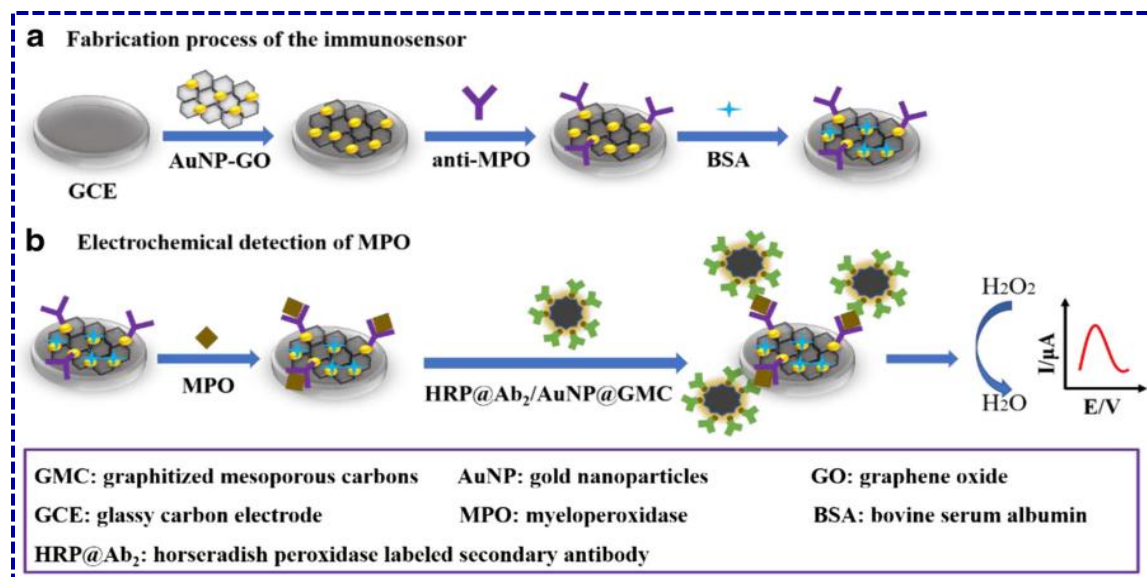 a Fabrication process of the immunosensor
AuNP-GO
anti-MPO
BSA
GCE
b Electrochemical detection of MPO
MPO
HRP@Ab₂/AuNP@GMC
H₂O₂
H₂O
I/μA
E/V
GMC: graphitized mesoporous carbons AuNP: gold nanoparticles GO: graphene oxide
GCE: glassy carbon electrode MPO: myeloperoxidase BSA: bovine serum albumin
HRP@Ab₂: horseradish peroxidase labeled secondary antibody